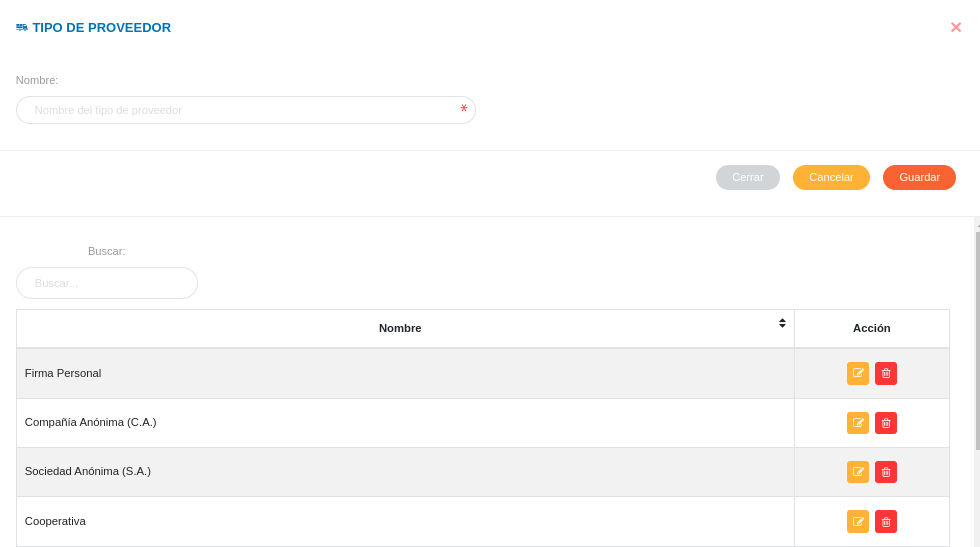 TIPO DE PROVEEDOR
Nombre:
Nombre del tipo de proveedor *
Cerrar Cancelar Guardar
Buscar:
Buscar...
Nombre Acción
Firma Personal
Compañía Anónima (C.A.)
Sociedad Anónima (S.A.)
Cooperativa